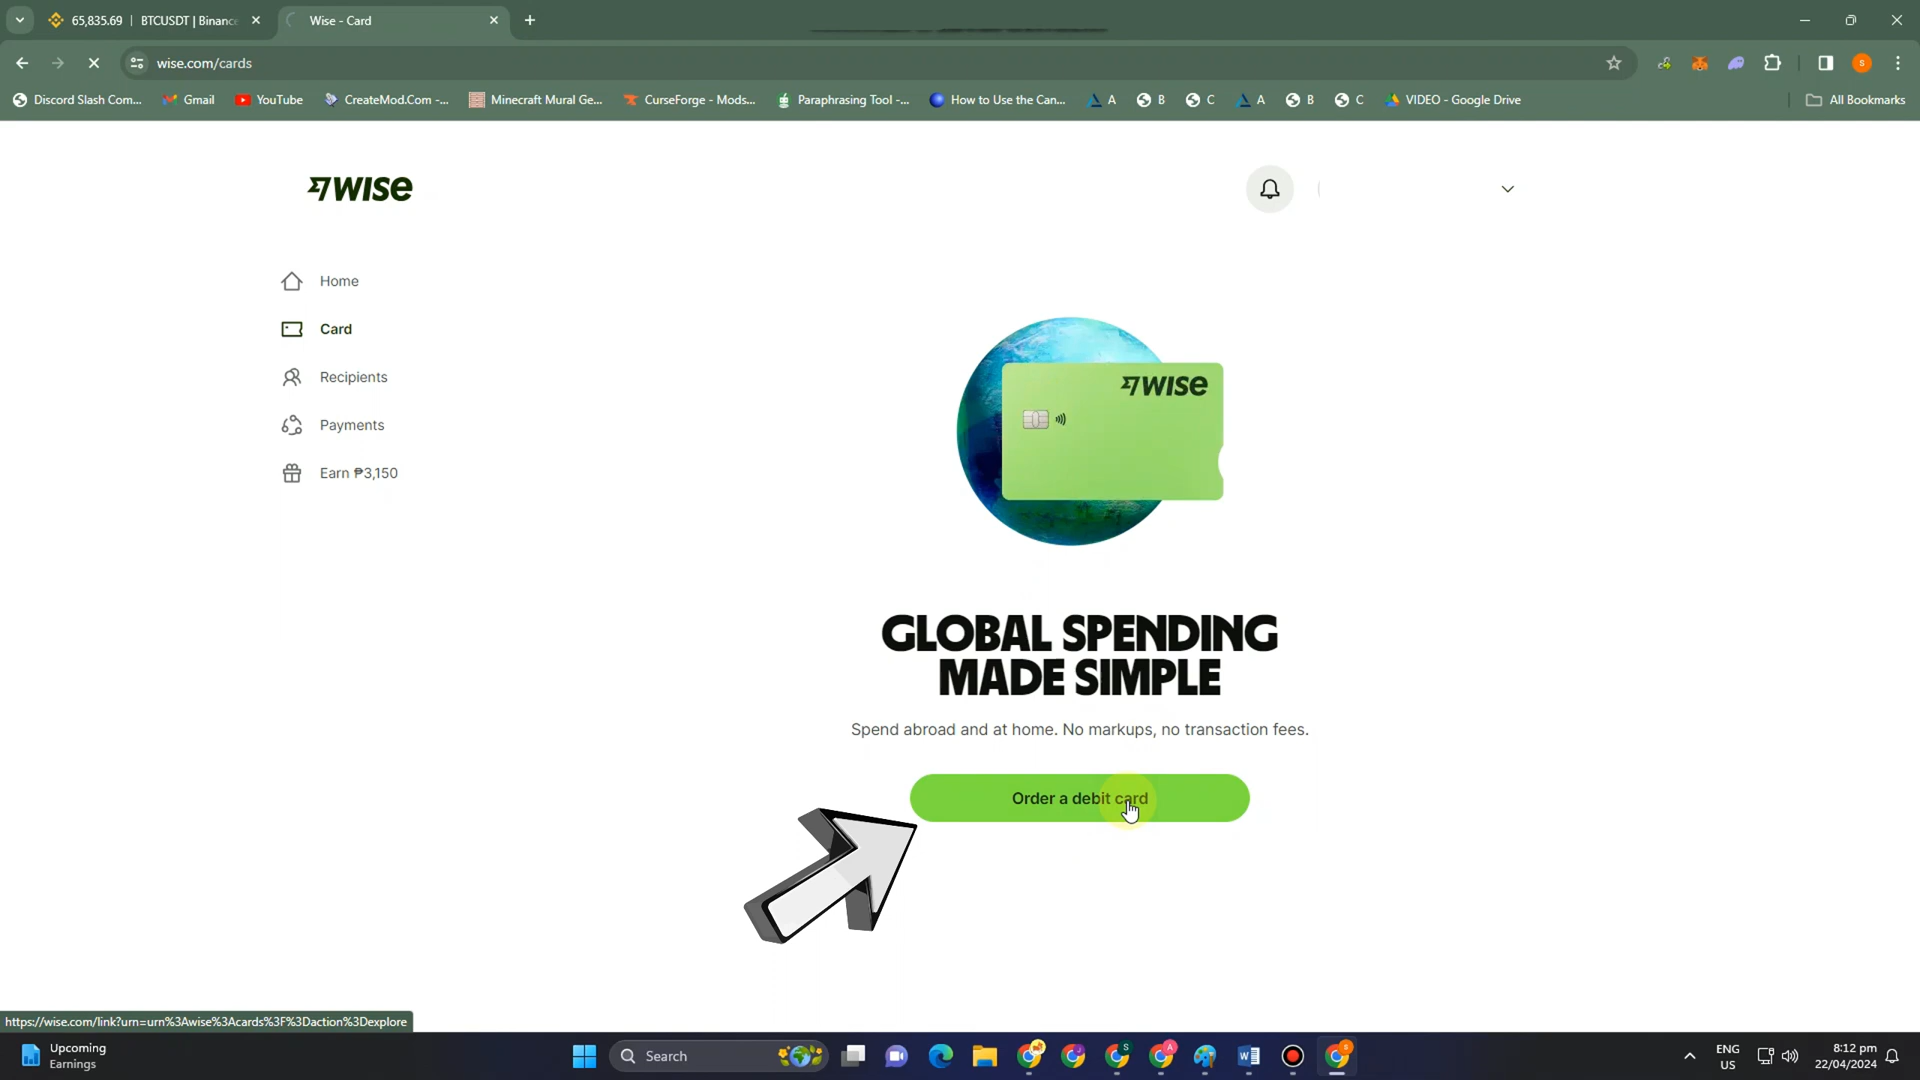 65,835.69 | BTCUSDT | Binance
Wise - Card
wise.com/cards
Discord Slash Com...
Gmail
YouTube
CreateMod.Com -...
Minecraft Mural Ge...
CurseForge - Mods...
Paraphrasing Tool -...
How to Use the Can...
A
B
C
A
B
C
VIDEO - Google Drive
All Bookmarks
WISE
Home
Card
Recipients
Payments
Earn ₱3,150
WISE
GLOBAL SPENDING
MADE SIMPLE
Spend abroad and at home. No markups, no transaction fees.
Order a debit card
https://wise.com/link?urn=urn%3Awise%3Acards%3F%3Daction%3Dexplore
Upcoming
Earnings
Search
ENG
US
8:12 pm
22/04/2024